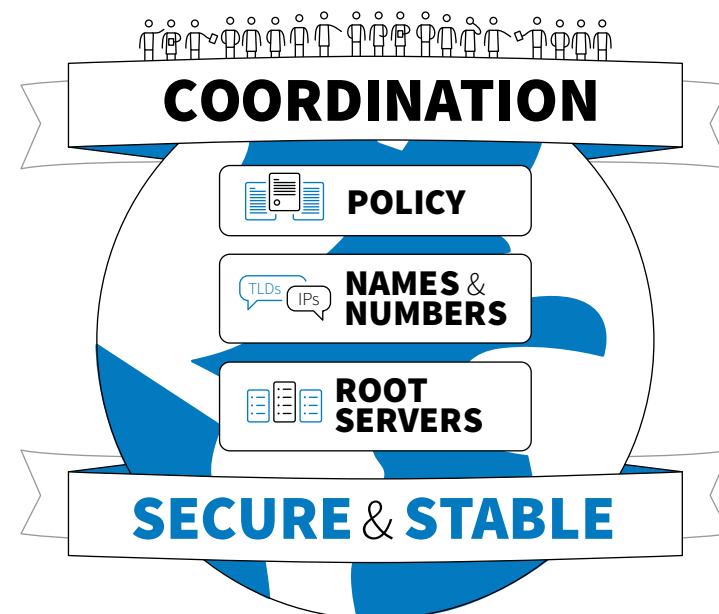 COORDINATION
POLICY
TLDs
IPs
NAMES &
NUMBERS
ROOT
SERVERS
SECURE & STABLE